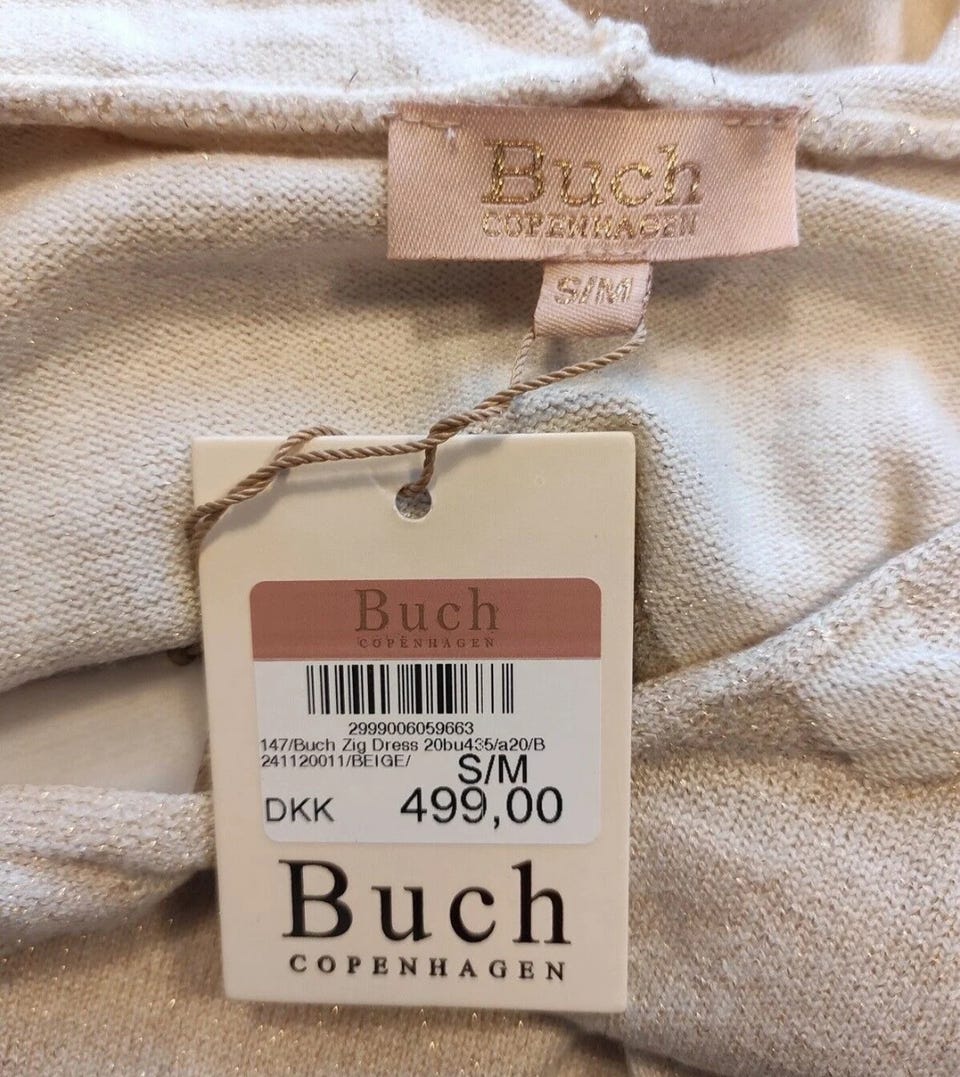 Buch
COPENHAGEN
S/M
Buch
COPENHAGEN
2999006059663
147/Buch Zig Dress 20bu435/a20/B
241120011/BEIGE/ S/M
DKK 499,00
Buch
COPENHAGEN